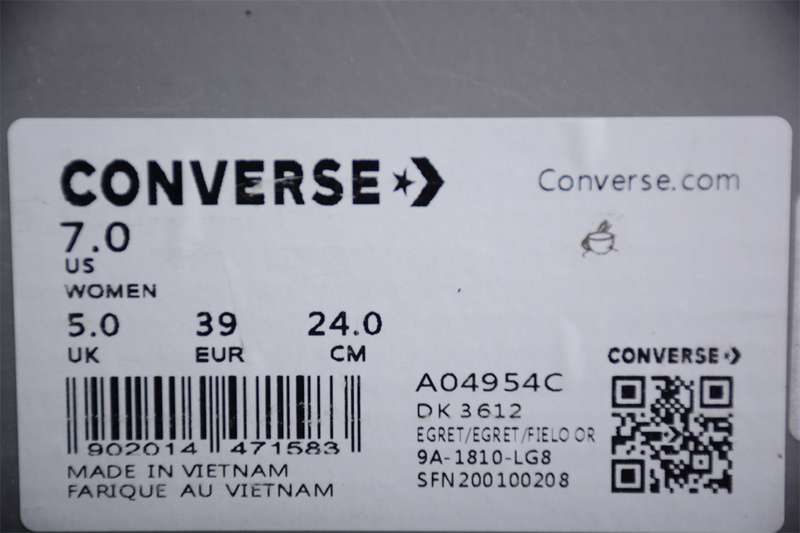 CONVERSE
Converse.com
7.0
US
WOMEN
5.0 39 24.0
UK EUR CM
902014 471583
MADE IN VIETNAM
FARIQUE AU VIETNAM
A04954C
DK 3612
EGRET/EGRET/FIELO OR
9A-1810-LG8
SFN200100208
CONVERSE